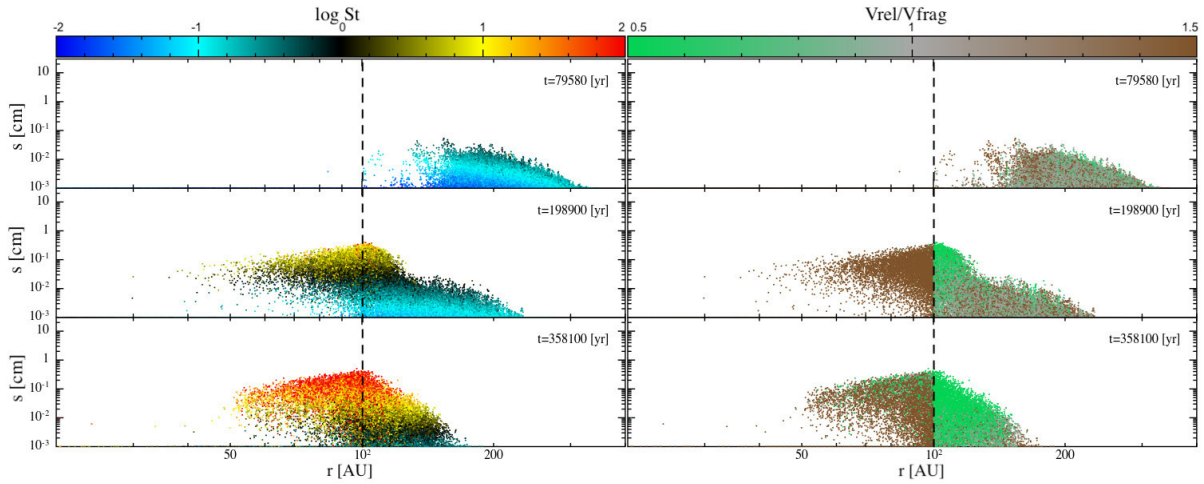 log St
Vrel/Vfrag
-2 -1 0 1 2 0.5 1 1.5
t=79580 [yr]
t=79580 [yr]
10
1
10⁻¹
10⁻²
10⁻³
s [cm]
t=198900 [yr]
t=198900 [yr]
10
1
10⁻¹
10⁻²
10⁻³
s [cm]
t=358100 [yr]
t=358100 [yr]
10
1
10⁻¹
10⁻²
10⁻³
s [cm]
50 10² 200
50 10² 200
r [AU]
r [AU]